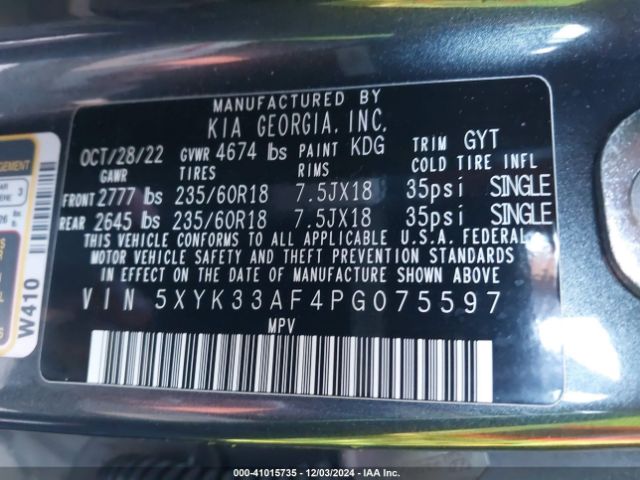 MANUFACTURED BY
KIA GEORGIA, INC.
OCT/28/22 GVWR 4674 lbs PAINT KDG TRIM GYT
GAWR TIRES RIMS COLD TIRE INFL
FRONT 2777 lbs 235/60R18 7.5JX18 35psi SINGLE
REAR 2645 lbs 235/60R18 7.5JX18 35psi SINGLE
THIS VEHICLE CONFORMS TO ALL APPLICABLE U.S.A. FEDERAL
MOTOR VEHICLE SAFETY AND THEFT PREVENTION STANDARDS
IN EFFECT ON THE DATE OF MANUFACTURE SHOWN ABOVE.
VIN 5XYK33AF4PG075597
MPV
W410
3
000-41015735 - 12/03/2024 - IAA Inc.